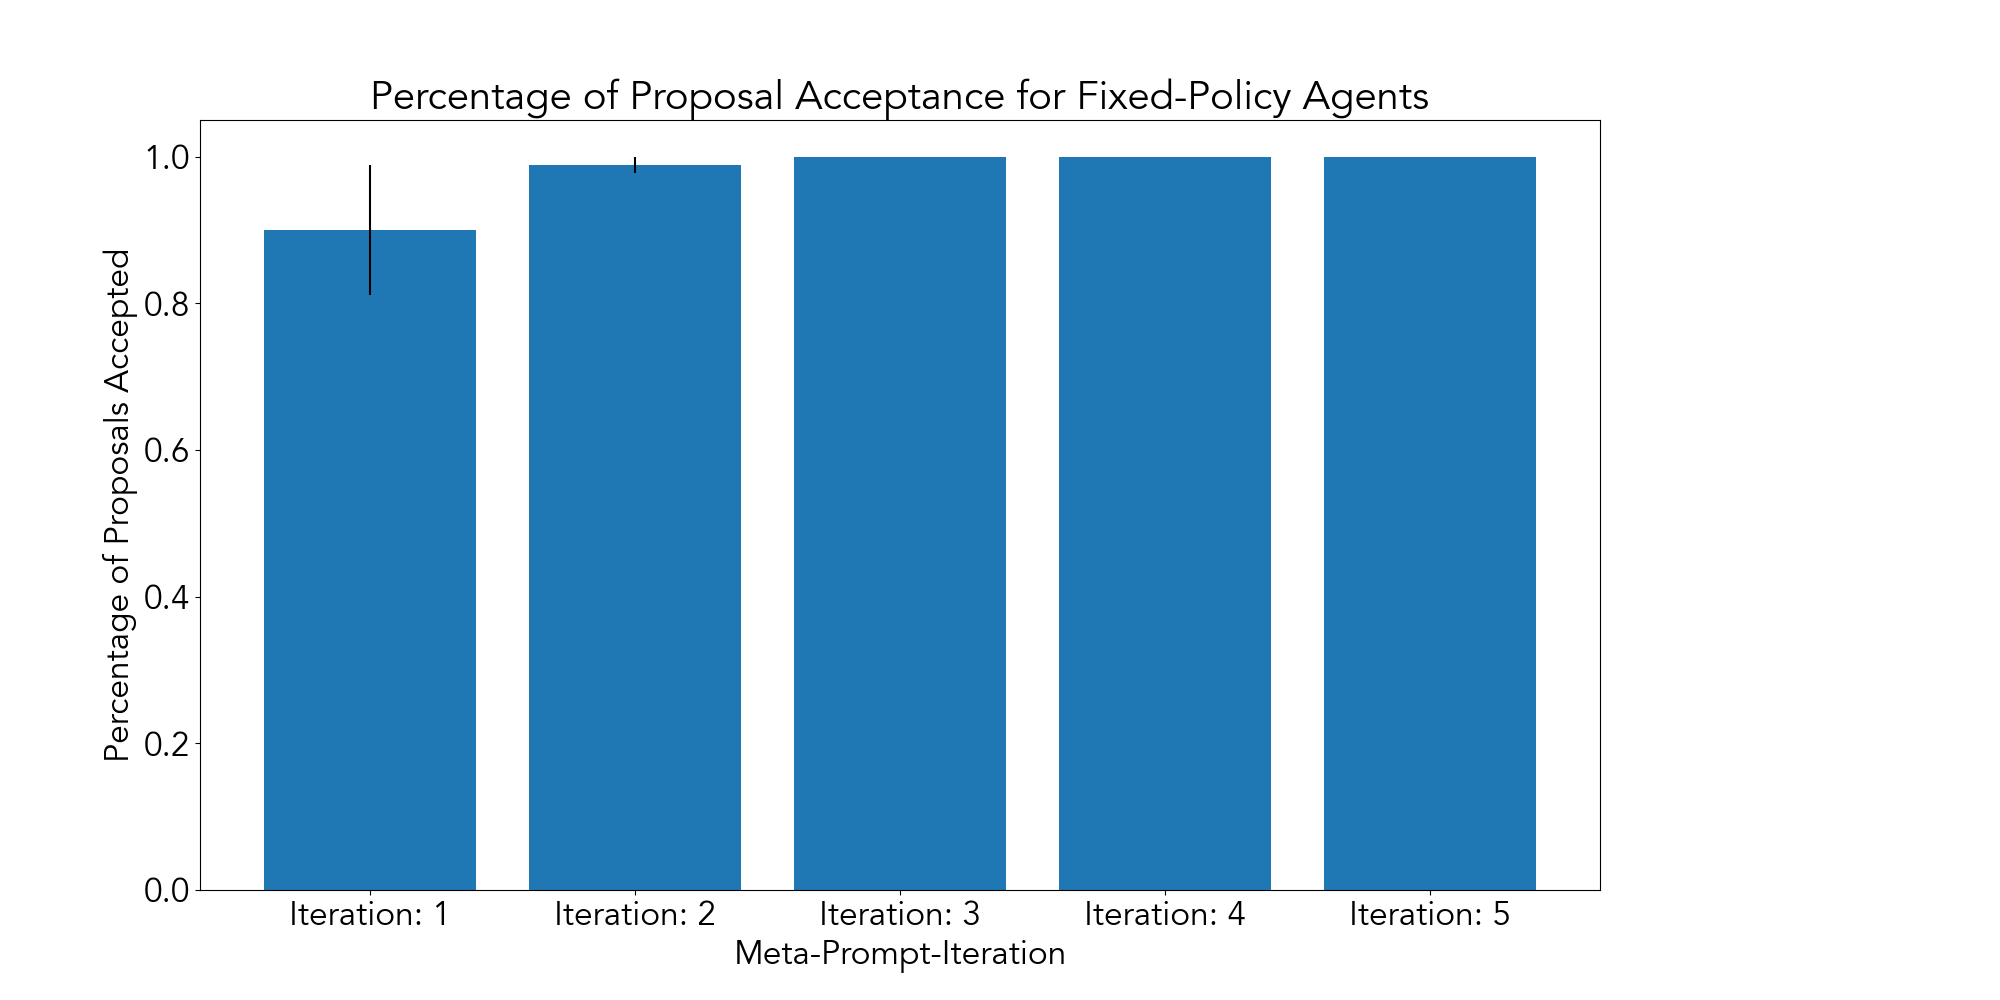 Percentage of Proposal Acceptance for Fixed-Policy Agents
Percentage of Proposals Accepted
1.0
0.8
0.6
0.4
0.2
0.0
Iteration: 1 Iteration: 2 Iteration: 3 Iteration: 4 Iteration: 5
Meta-Prompt-Iteration